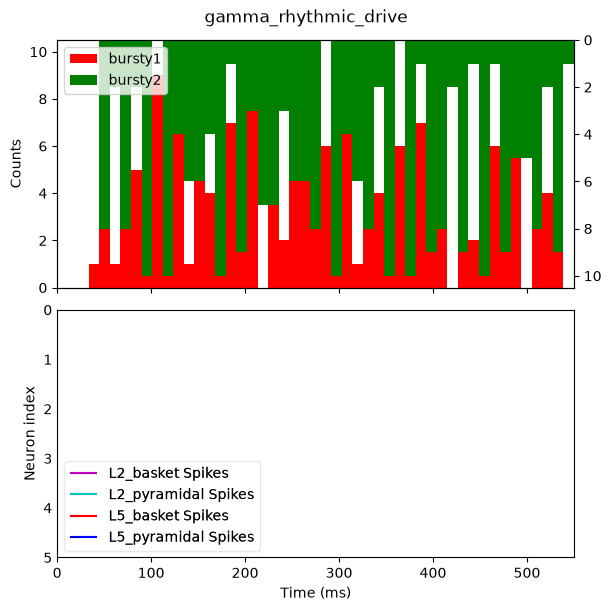 gamma_rhythmic_drive
bursty1
bursty2
Counts
10
8
6
4
2
0
0
2
4
6
8
10
Neuron index
0
1
2
3
4
5
L2_basket Spikes
L2_pyramidal Spikes
L5_basket Spikes
L5_pyramidal Spikes
0 100 200 300 400 500
Time (ms)